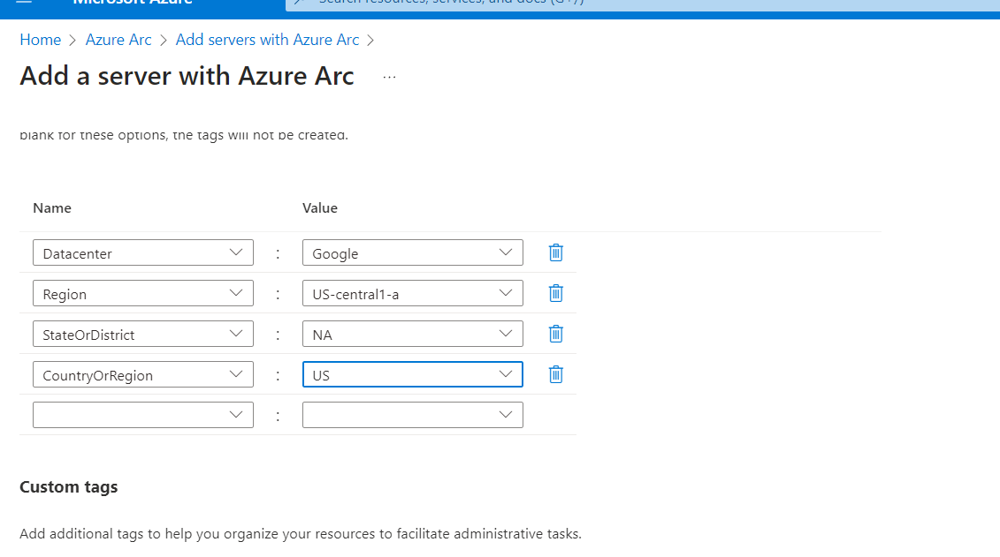 Microsoft Azure
Search resources, services, and docs (G+/)
Home > Azure Arc > Add servers with Azure Arc >
Add a server with Azure Arc ...
blank for these options, the tags will not be created.
Name Value
Datacenter : Google
Region : US-central1-a
StateOrDistrict : NA
CountryOrRegion : US
:
Custom tags
Add additional tags to help you organize your resources to facilitate administrative tasks.